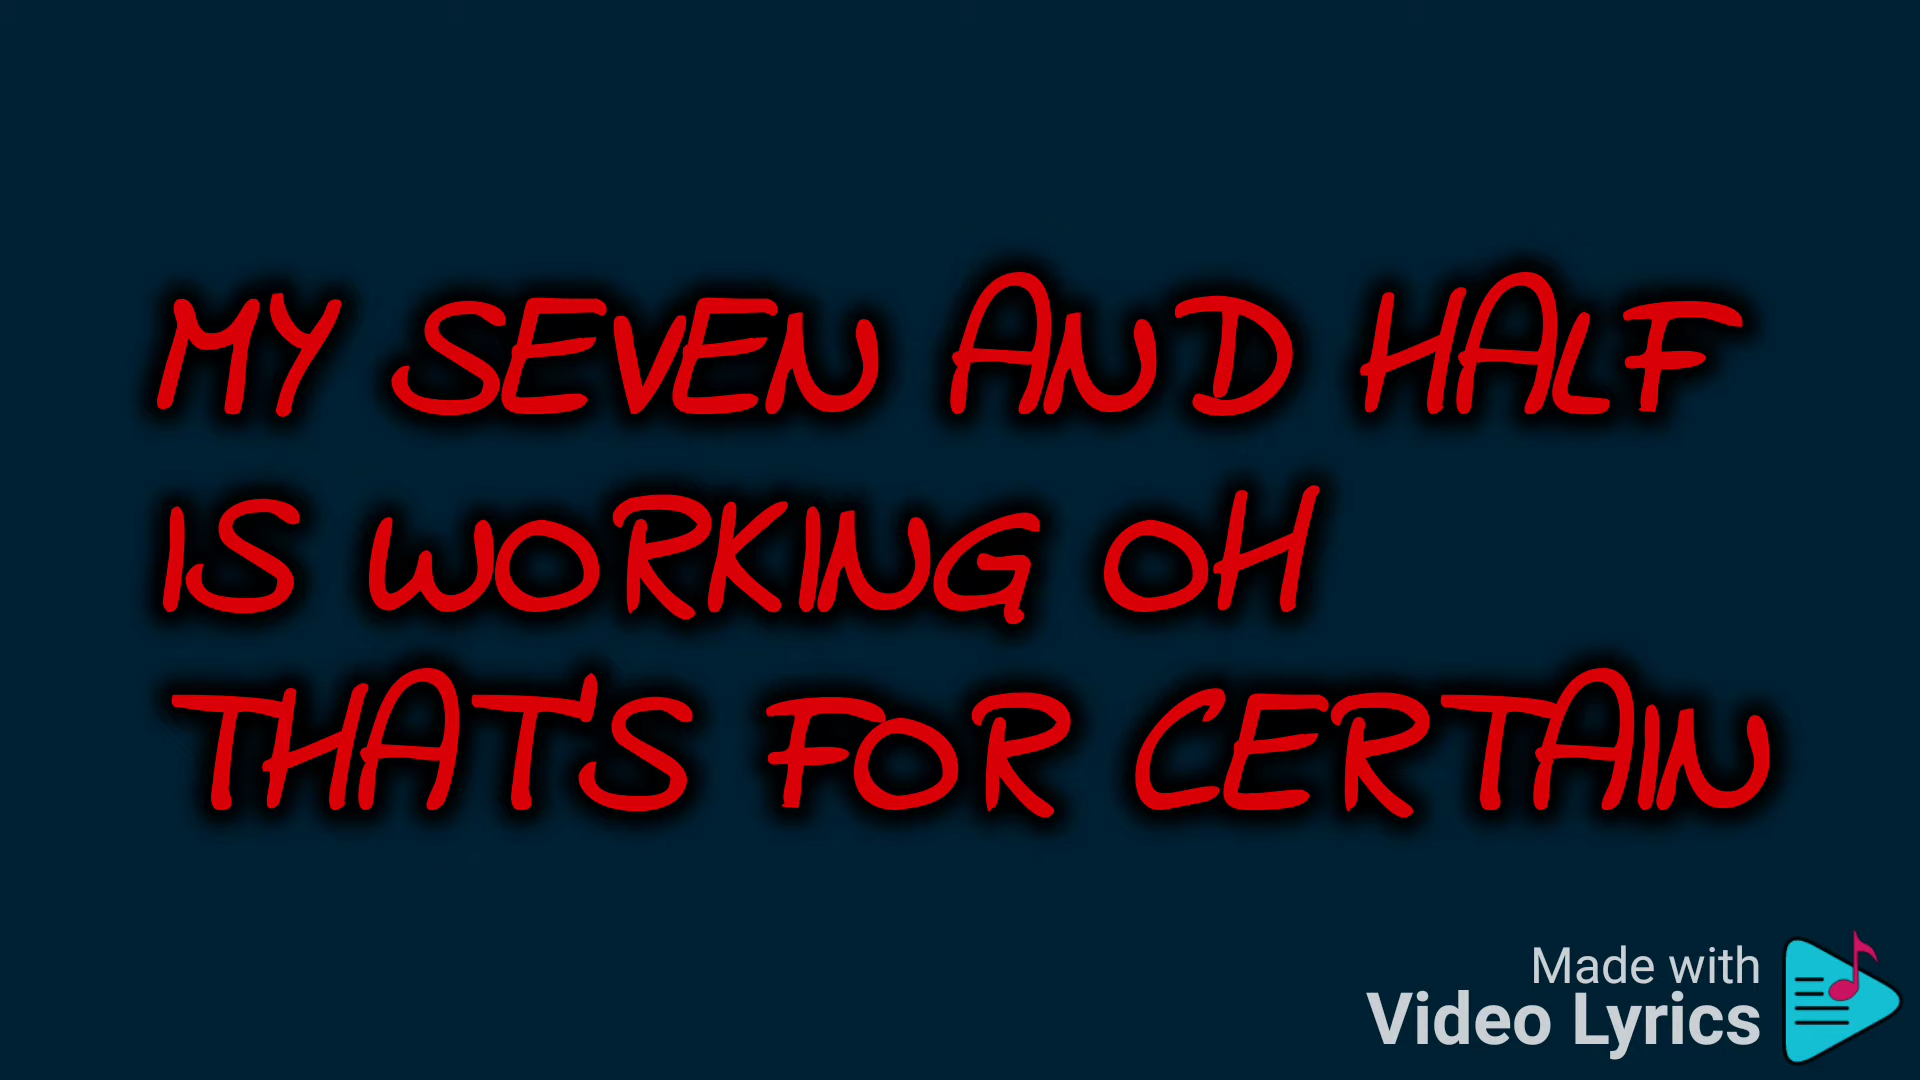 MY SEVEN AND HALF
IS WORKING OH
THAT'S FOR CERTAIN
Made with
Video Lyrics